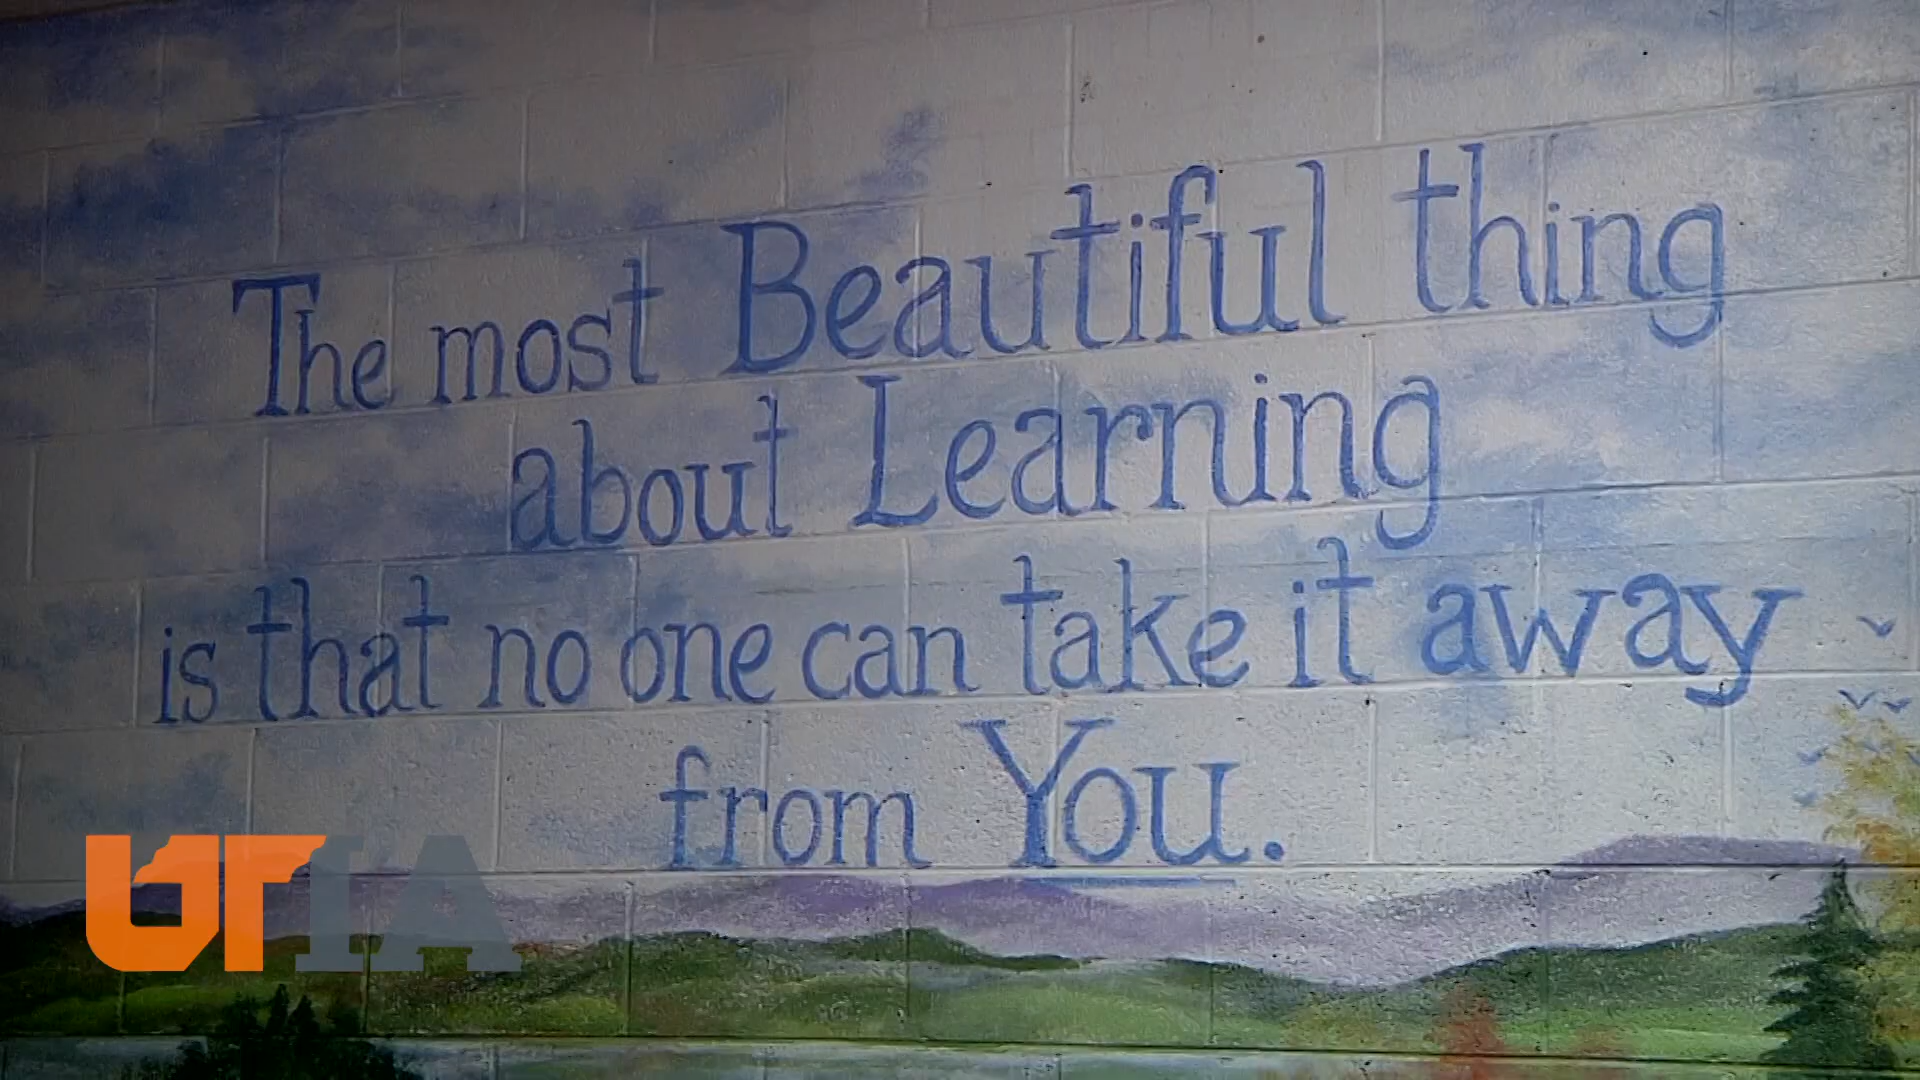 The most Beautiful thing
about Learning
is that no one can take it away
from You.
UTIA